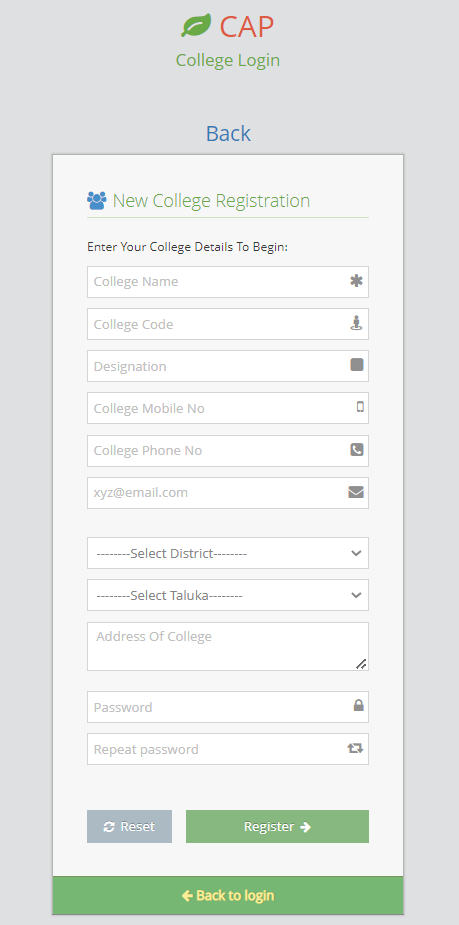 CAP
College Login
Back
New College Registration
Enter Your College Details To Begin:
College Name
College Code
Designation
College Mobile No
College Phone No
xyz@email.com
--------Select District--------
--------Select Taluka--------
Address Of College
Password
Repeat password
Reset Register
Back to login